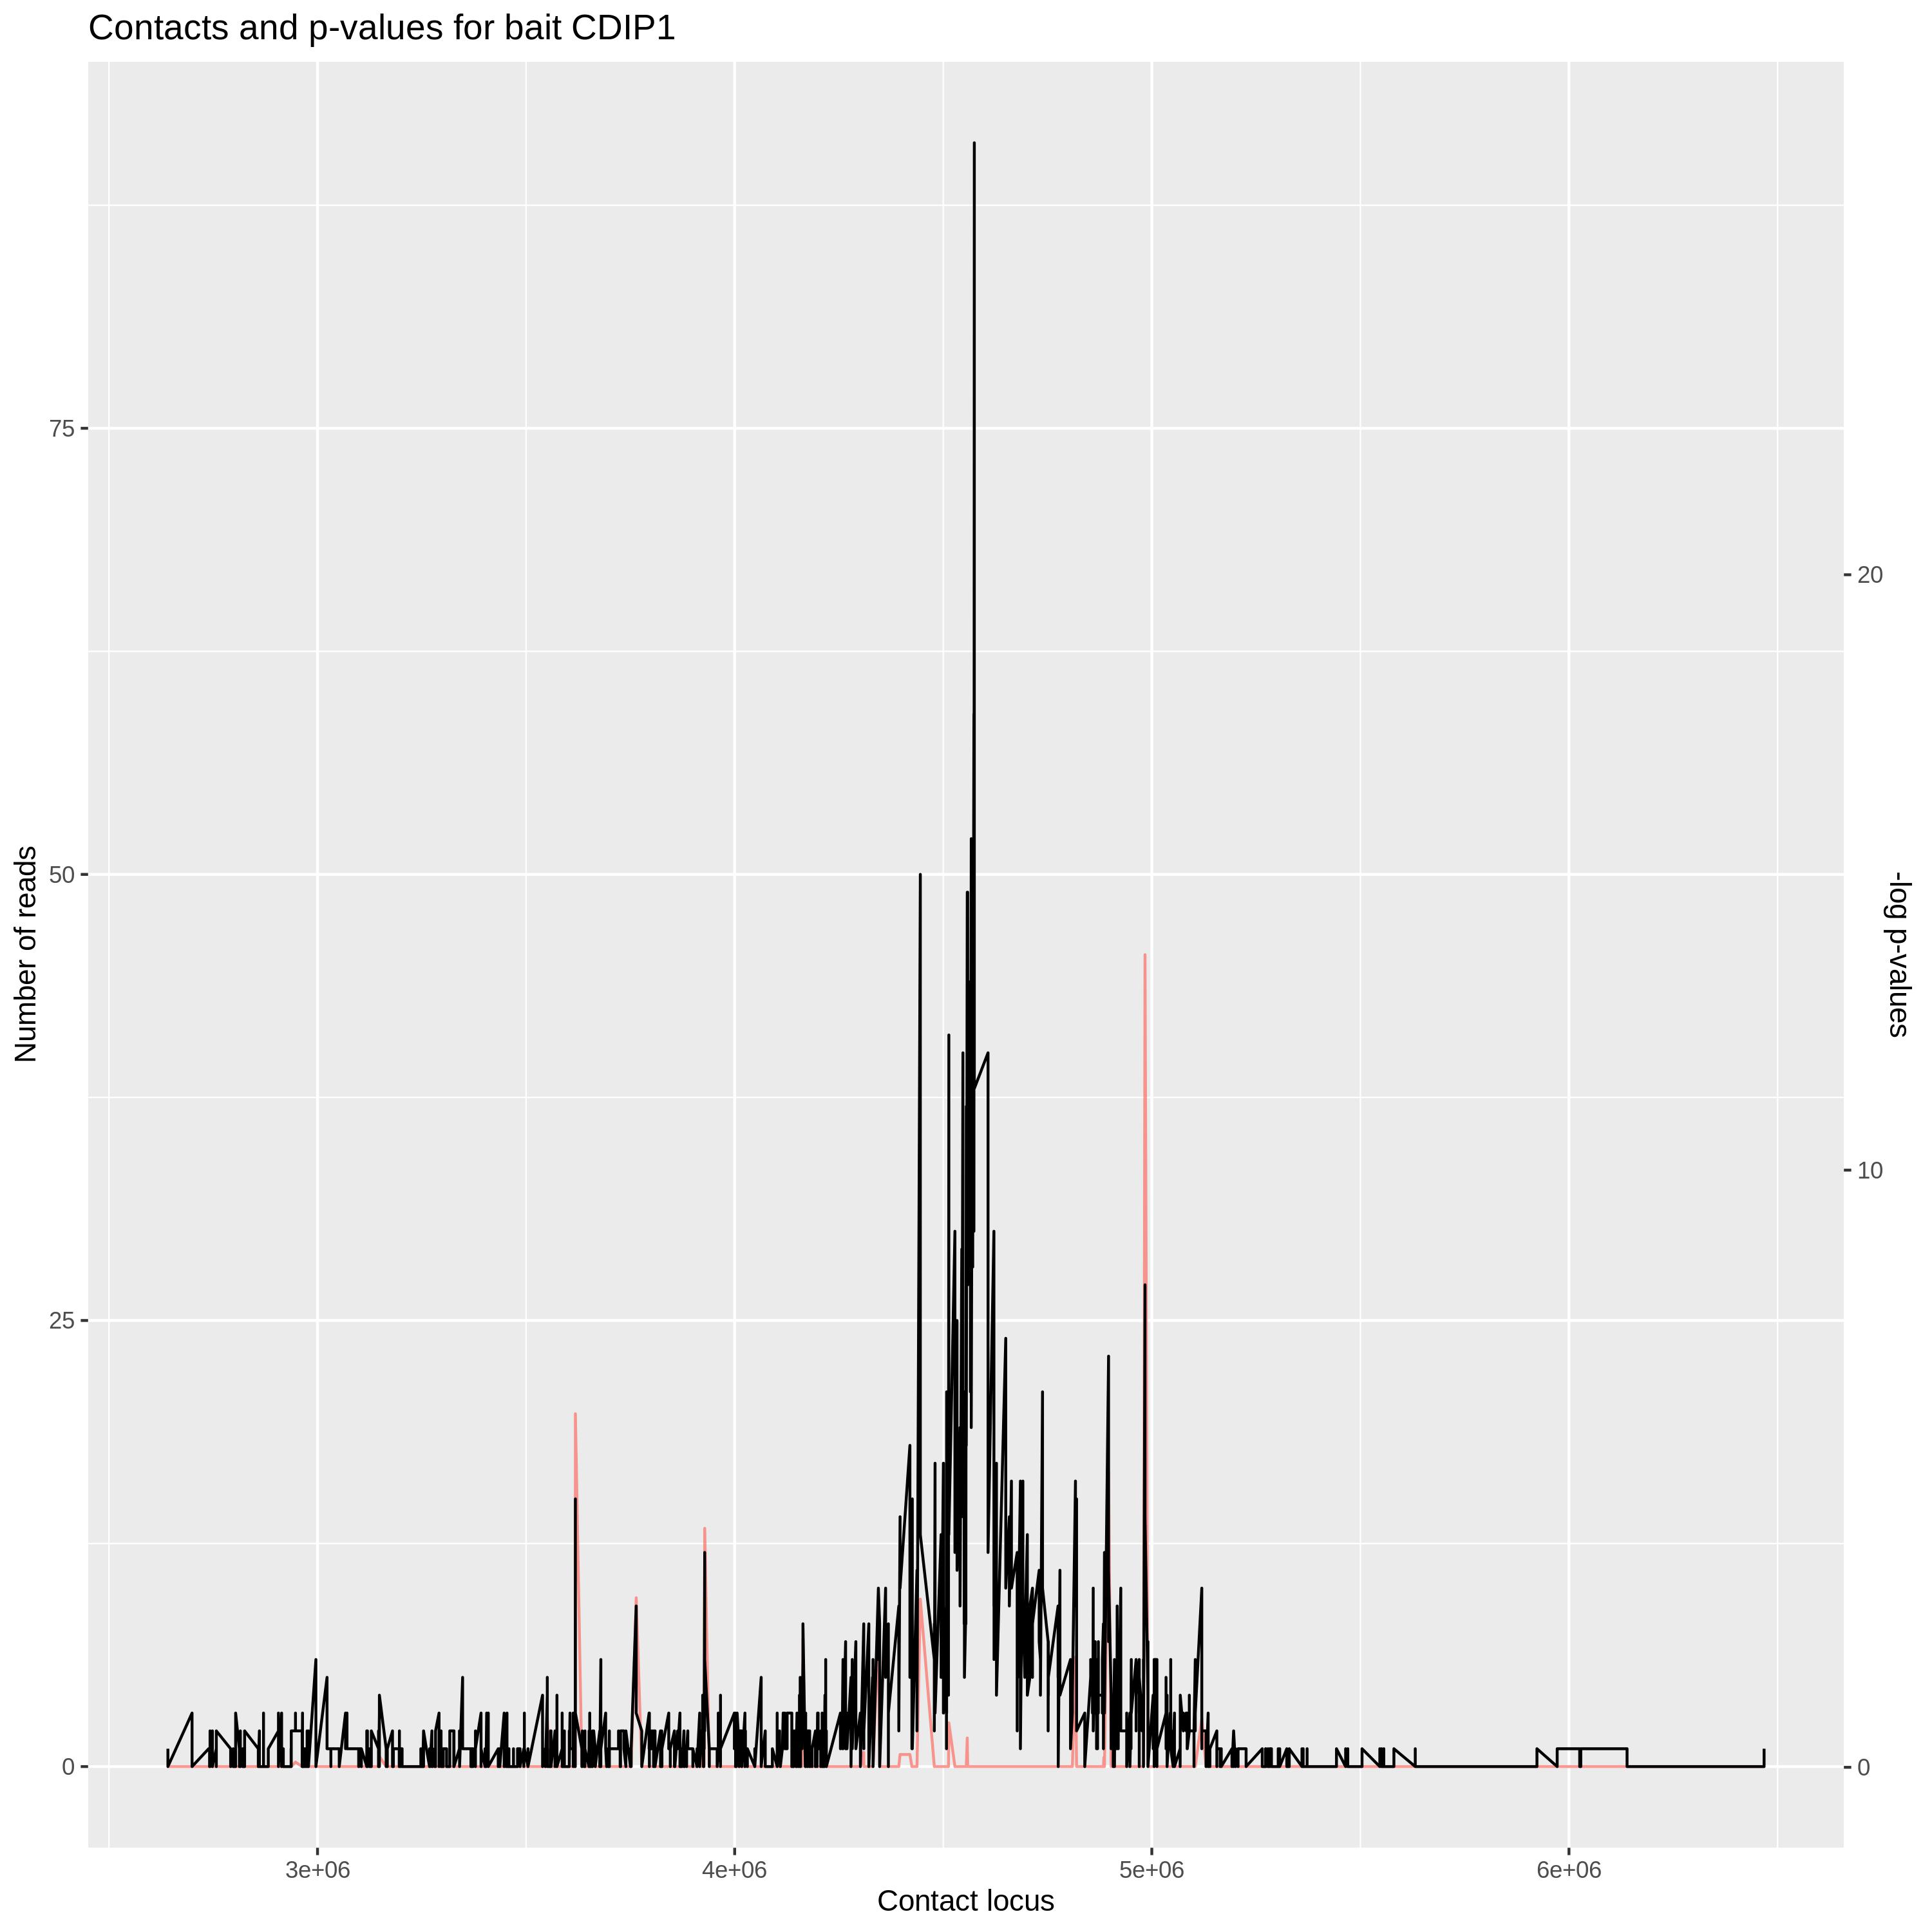 Contacts and p-values for bait CDIP1
75
50
25
0
20
10
0
Number of reads
-log p-values
3e+06
4e+06
5e+06
6e+06
Contact locus